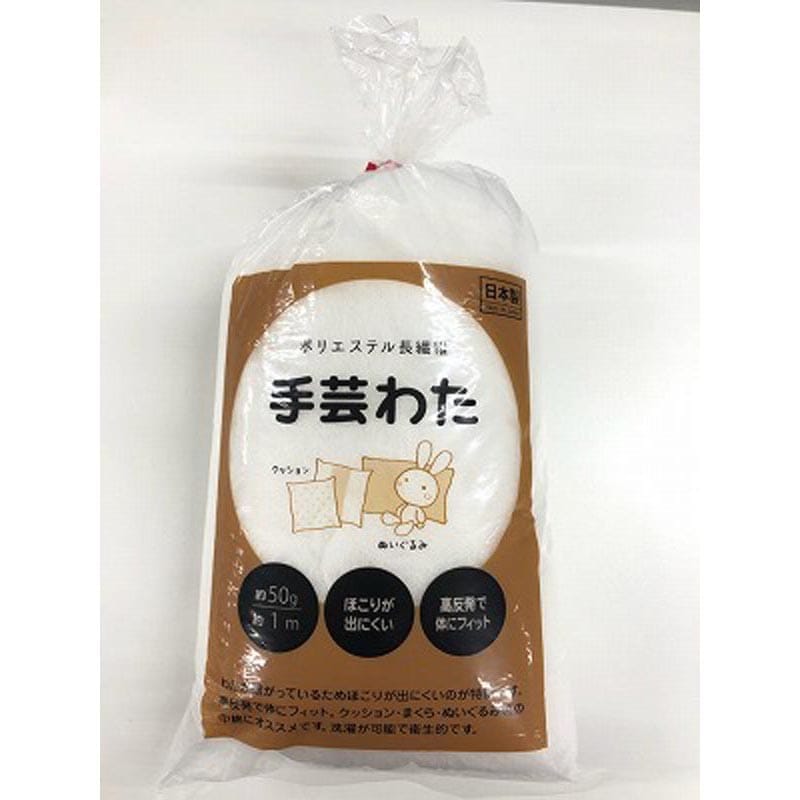 日本製
ポリエステル長繊維
手芸わた
クッション
ぬいぐるみ
約50g
約1m
ほこりが
出にくい
高反発で
体にフィット
がっているためほこりが出にくいのが特
高反発で体にフィット。クッション・まくら・ぬいぐるみ
オススメです。洗濯が可能で衛生的です。